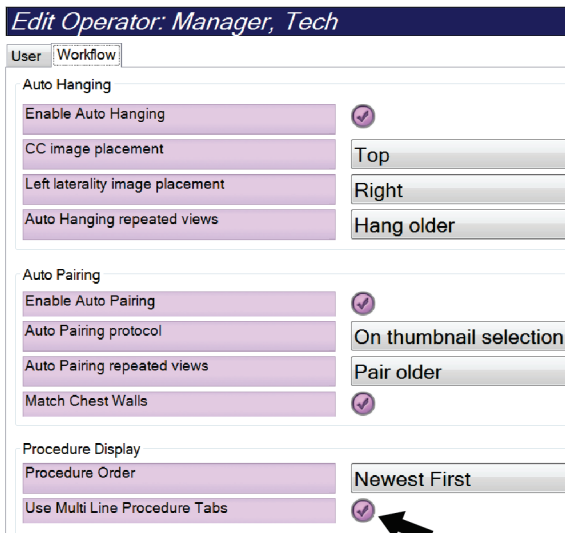 Edit Operator: Manager, Tech
User Workflow
Auto Hanging
Enable Auto Hanging
CC image placement Top
Left laterality image placement Right
Auto Hanging repeated views Hang older
Auto Pairing
Enable Auto Pairing
Auto Pairing protocol On thumbnail selection
Auto Pairing repeated views Pair older
Match Chest Walls
Procedure Display
Procedure Order Newest First
Use Multi Line Procedure Tabs